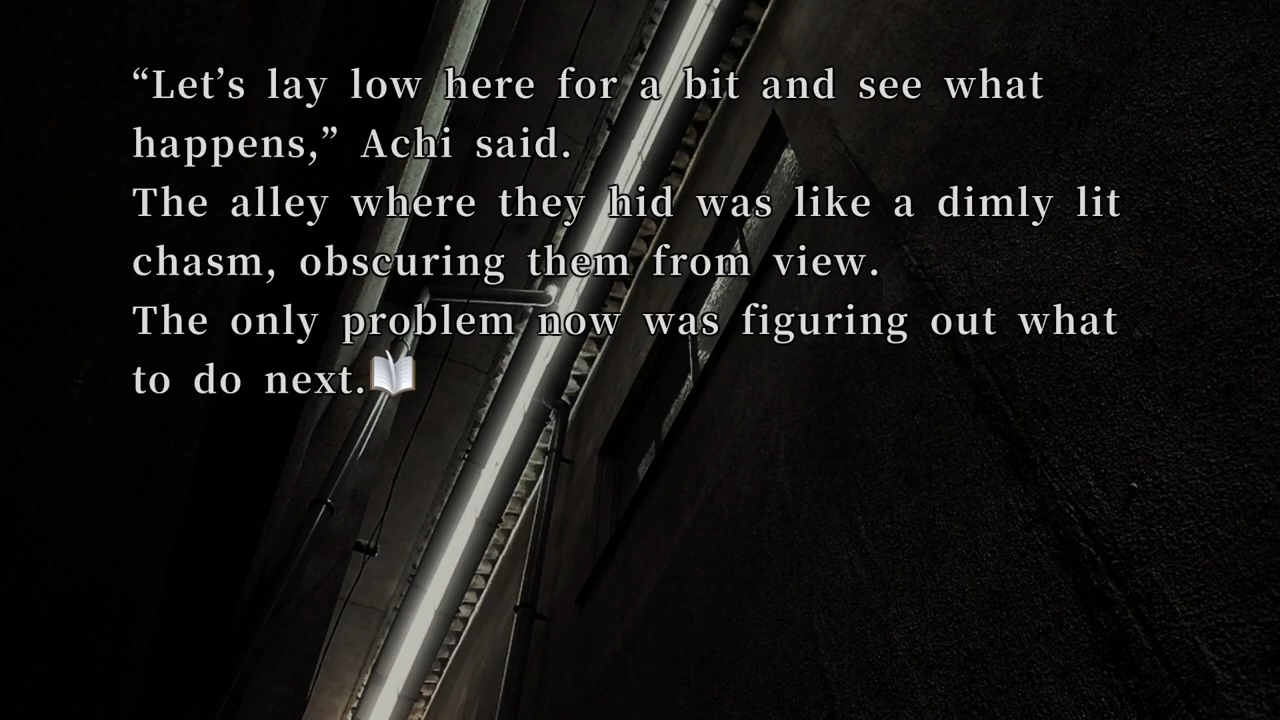 “Let’s lay low here for a bit and see what
happens,” Achi said.
The alley where they hid was like a dimly lit
chasm, obscuring them from view.
The only problem now was figuring out what
to do next.